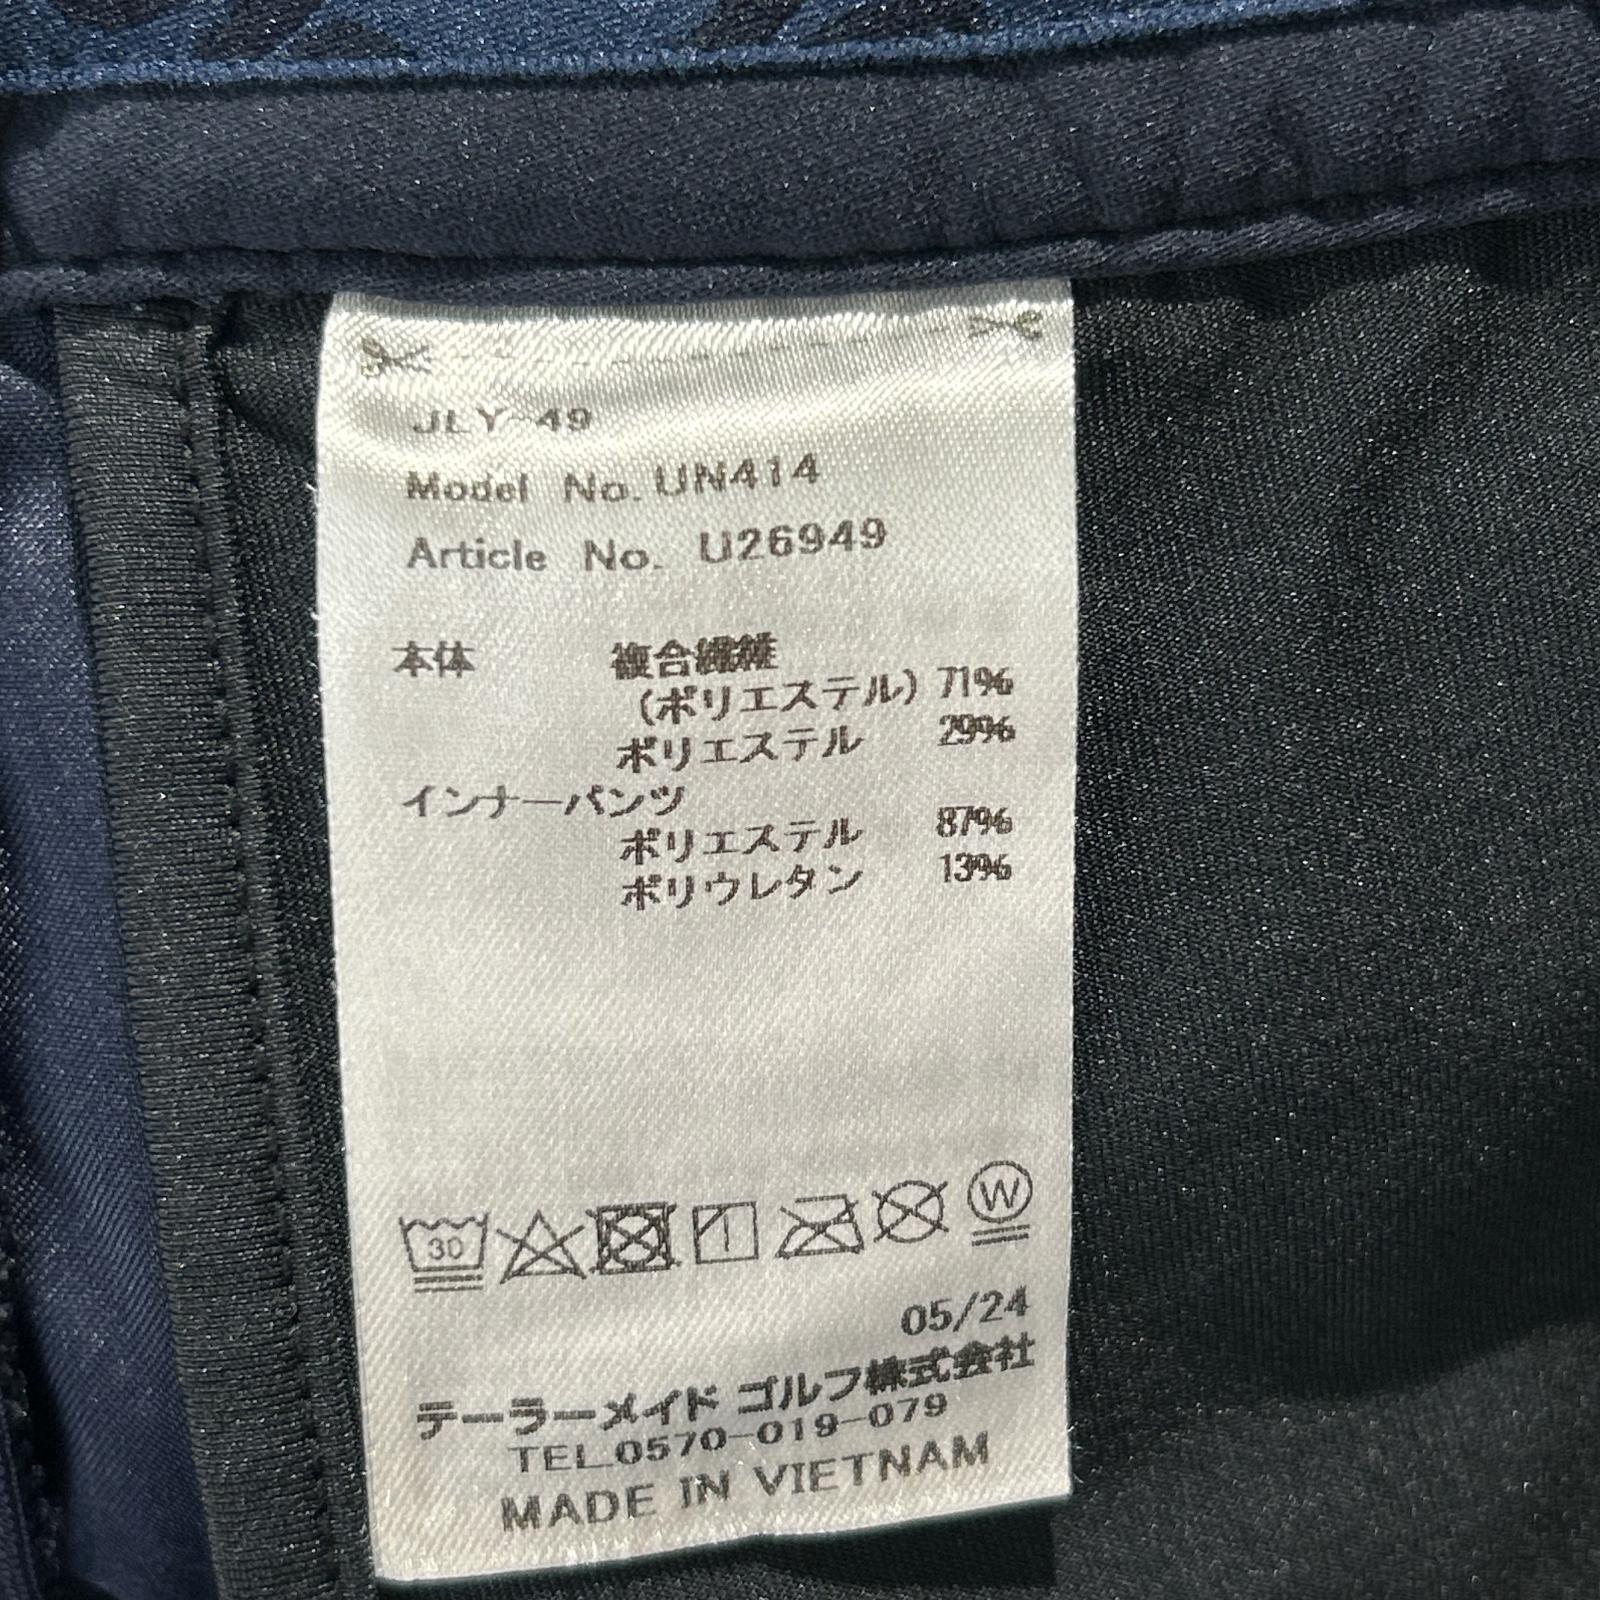 JLY-49
Model No. UN414
Article No. U26949
本体 複合繊維
(ポリエステル) 71%
ポリエステル 29%
インナーパンツ
ポリエステル 87%
ポリウレタン 13%
30 W
05/24
テーラーメイド ゴルフ株式会社
TEL.0570-019-079
MADE IN VIETNAM